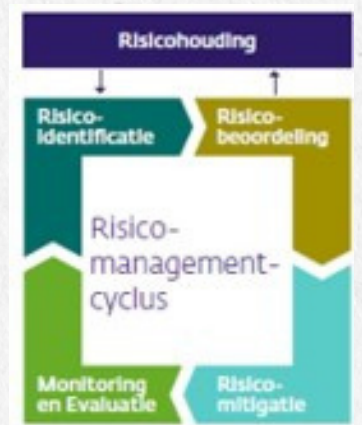 Risicohouding
Risico-
identificatie
Risico-
beoordeling
Risico-
management-
cyclus
Monitoring
en Evaluatie
Risico-
mitigatie